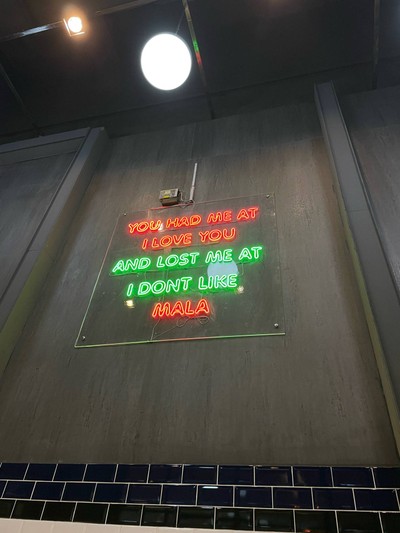 YOU HAD ME AT
I LOVE YOU
AND LOST ME AT
I DONT LIKE
MALA